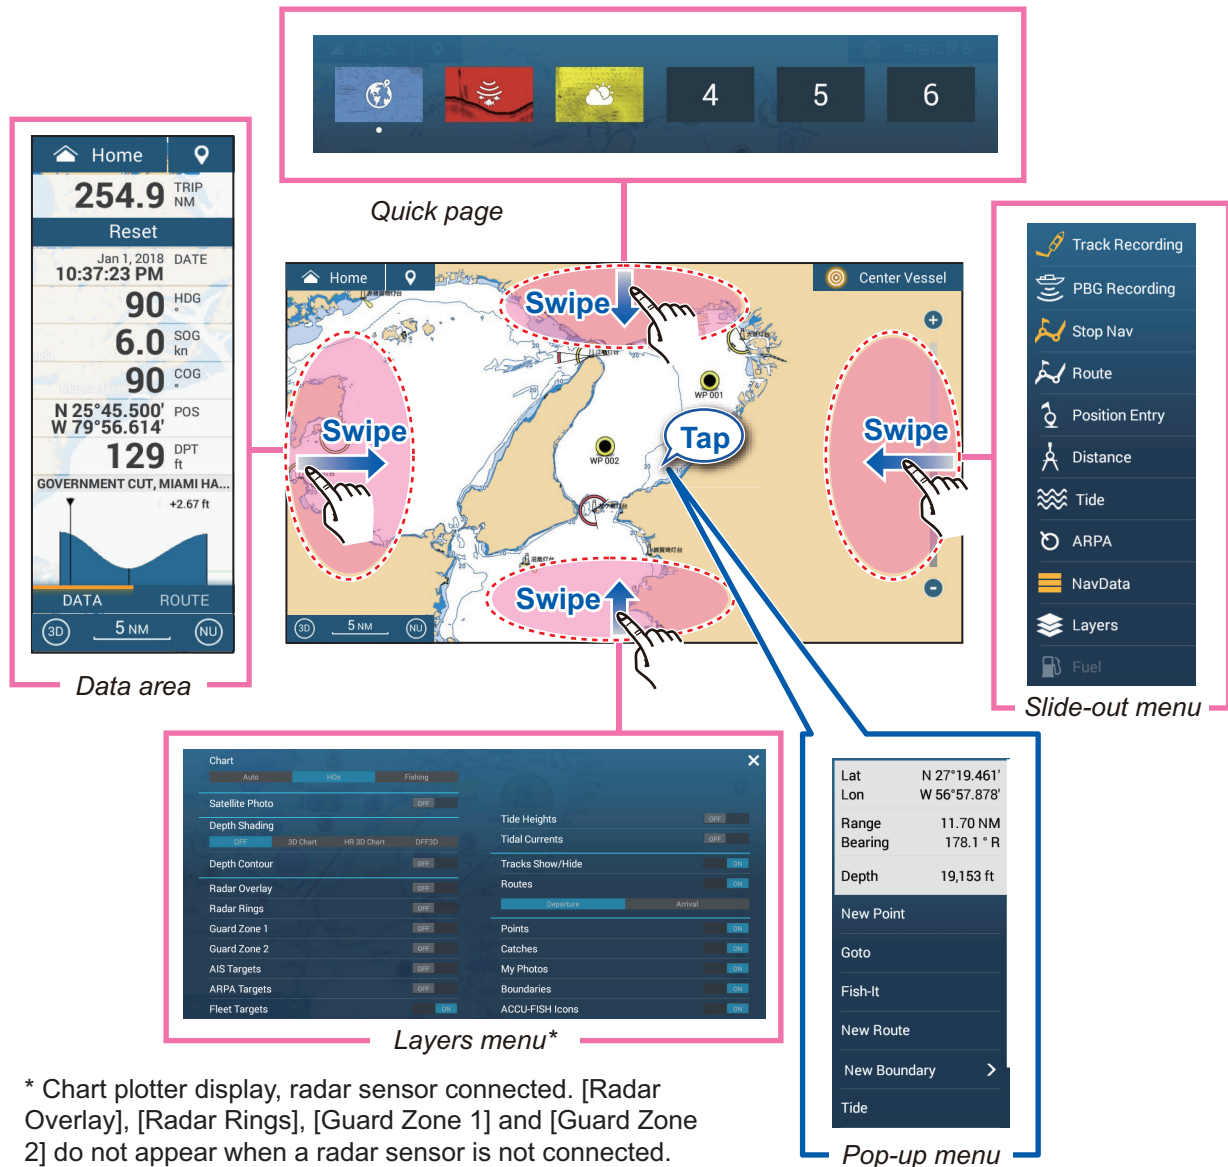 ホーム
中央に戻る
4
5
6
Quick page
Home
254.9 TRIP NM
Reset
Jan 1, 2018 DATE
10:37:23 PM
90 HDG °
6.0 SOG kn
90 COG °
N 25°45.500' POS
W 79°56.614'
129 DPT ft
GOVERNMENT CUT, MIAMI HA...
+2.67 ft
DATA ROUTE
3D 5 NM NU
Data area
Home
Center Vessel
Swipe
Swipe
Swipe
Swipe
Tap
WP 001
WP 002
3D 5 NM NU
Track Recording
PBG Recording
Stop Nav
Route
Position Entry
Distance
Tide
ARPA
NavData
Layers
Fuel
Slide-out menu
Chart
Auto HOs Fishing
Satellite Photo OFF
Depth Shading
OFF 3D Chart HR 3D Chart DFF3D
Depth Contour OFF
Radar Overlay OFF
Radar Rings OFF
Guard Zone 1 OFF
Guard Zone 2 OFF
AIS Targets OFF
ARPA Targets OFF
Fleet Targets ON
Tide Heights OFF
Tidal Currents OFF
Tracks Show/Hide ON
Routes ON
Departure Arrival
Points ON
Catches ON
My Photos ON
Boundaries ON
ACCU-FISH Icons ON
Layers menu*
Lat N 27°19.461'
Lon W 56°57.878'
Range 11.70 NM
Bearing 178.1 ° R
Depth 19,153 ft
New Point
Goto
Fish-It
New Route
New Boundary >
Tide
Pop-up menu
* Chart plotter display, radar sensor connected. [Radar
Overlay], [Radar Rings], [Guard Zone 1] and [Guard Zone
2] do not appear when a radar sensor is not connected.